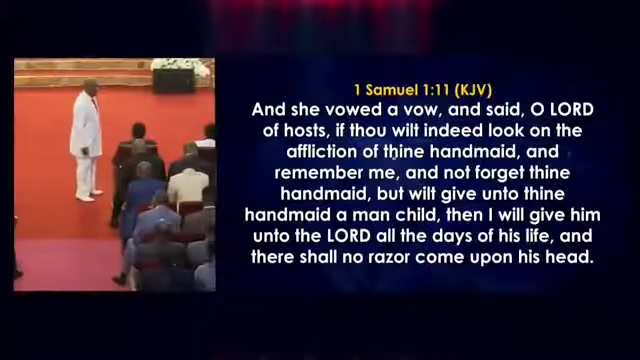 1 Samuel 1:11 (KJV)
And she vowed a vow, and said, O LORD
of hosts, if thou wilt indeed look on the
affliction of thine handmaid, and
remember me, and not forget thine
handmaid, but wilt give unto thine
handmaid a man child, then I will give him
unto the LORD all the days of his life, and
there shall no razor come upon his head.